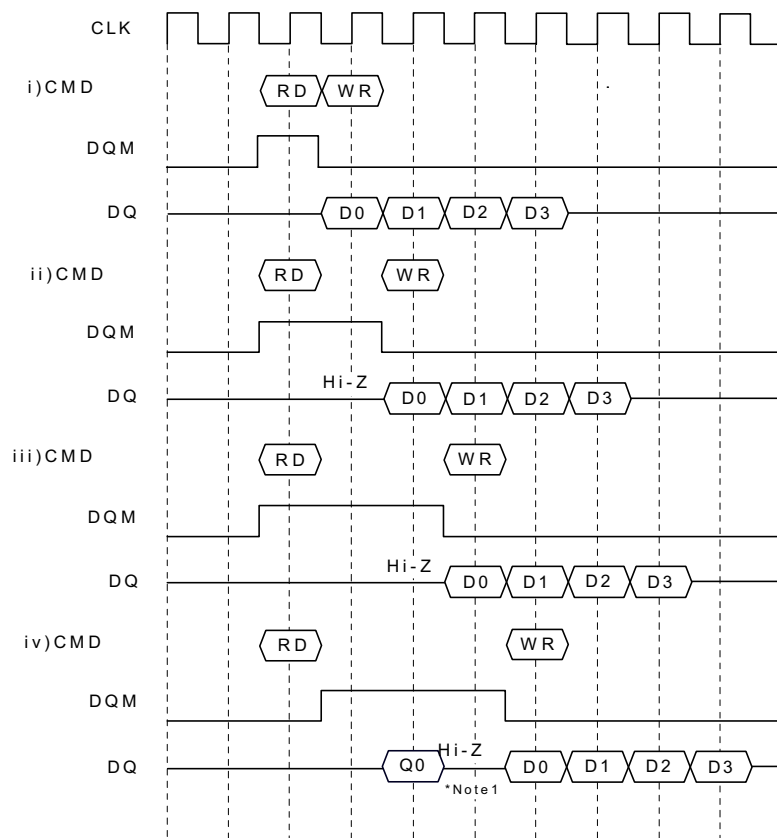 CLK
i)CMD RD WR
DQM
DQ D0 D1 D2 D3
ii)CMD RD WR
DQM
Hi-Z
DQ D0 D1 D2 D3
iii)CMD RD WR
DQM
Hi-Z
DQ D0 D1 D2 D3
iv)CMD RD WR
DQM
Hi-Z
DQ Q0 D0 D1 D2 D3
*Note1